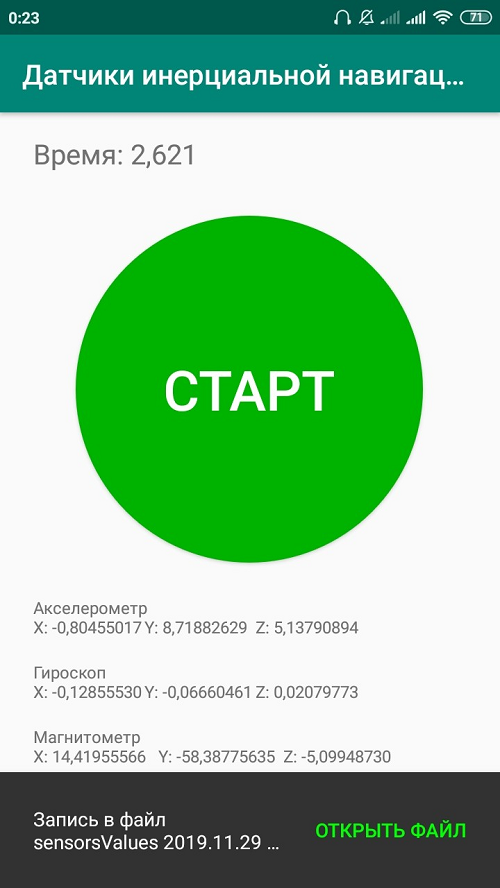 0:23
71
Датчики инерциальной навигац...
Время: 2,621
СТАРТ
Акселерометр
X: -0,80455017 Y: 8,71882629 Z: 5,13790894
Гироскоп
X: -0,12855530 Y: -0,06660461 Z: 0,02079773
Магнитометр
X: 14,41955566 Y: -58,38775635 Z: -5,09948730
Запись в файл
sensorsValues 2019.11.29 ...
ОТКРЫТЬ ФАЙЛ